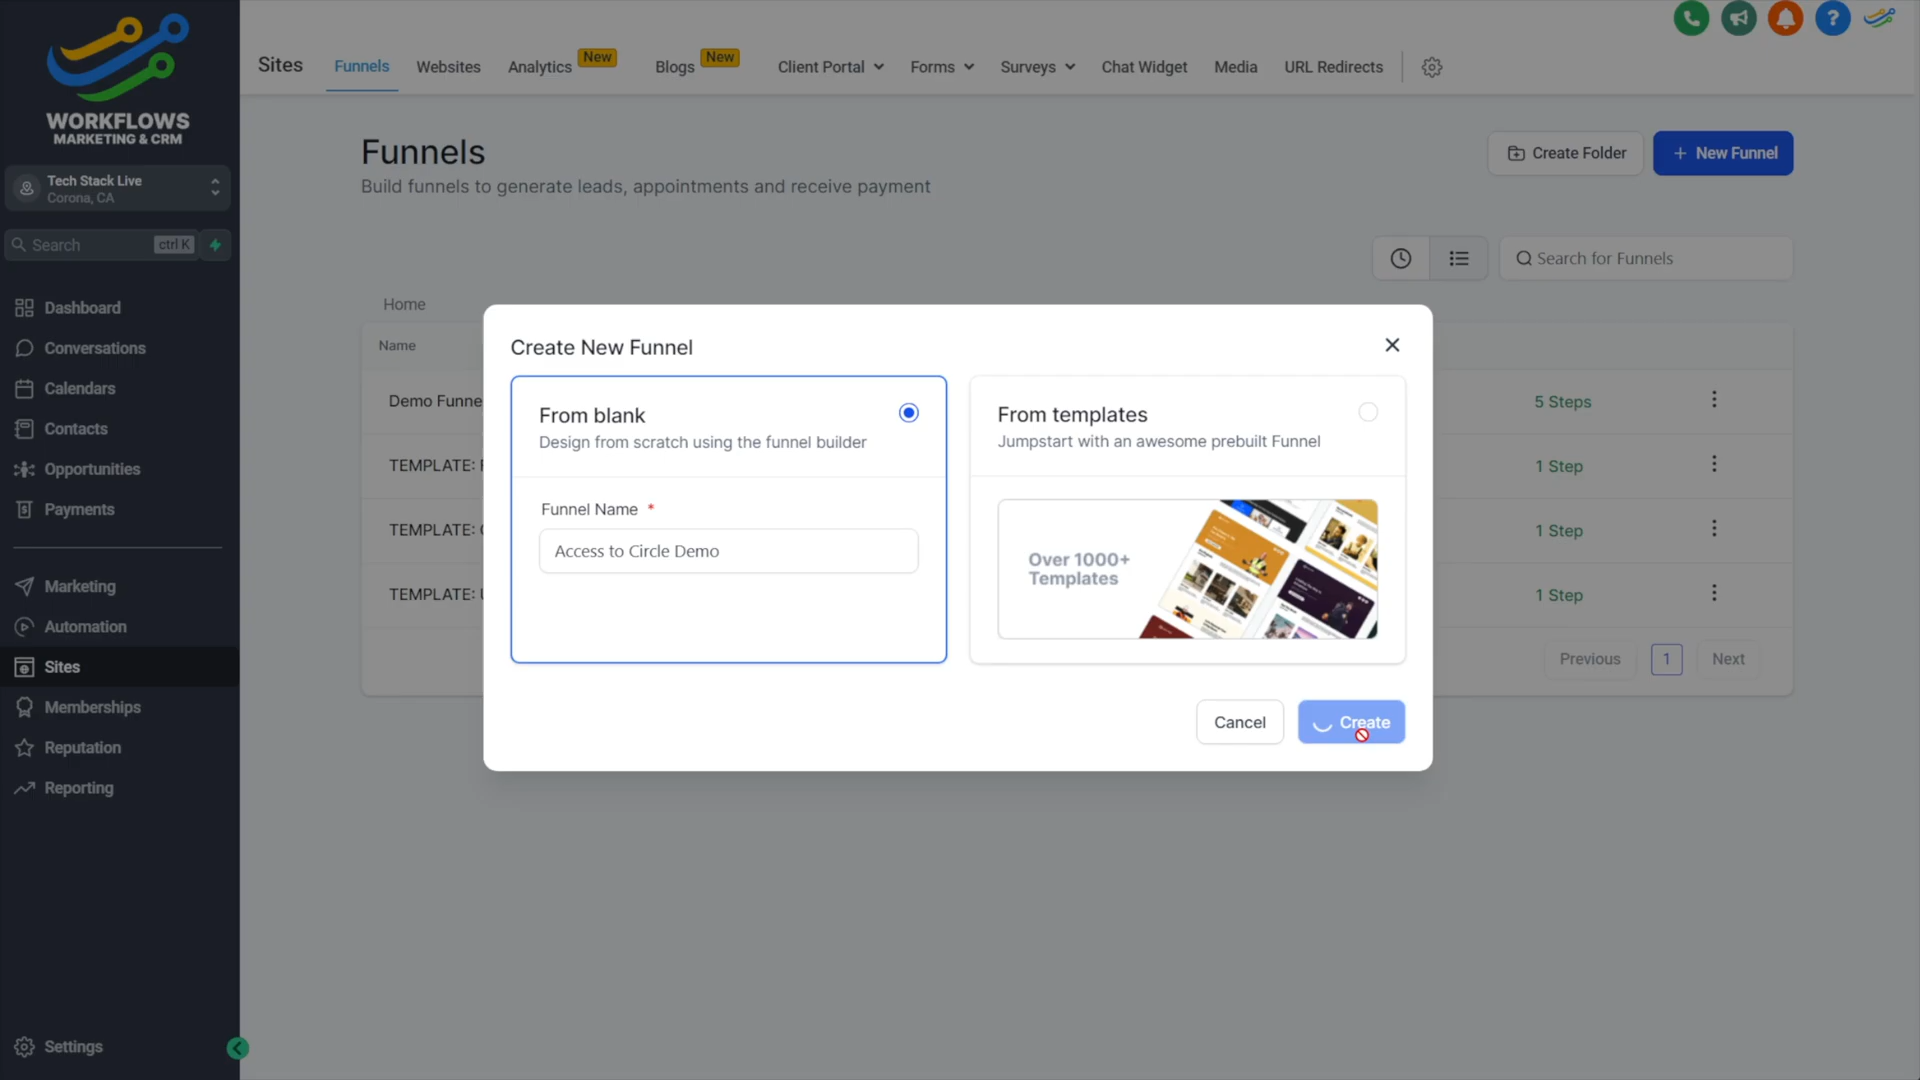 WORKFLOWS
MARKETING & CRM
Tech Stack Live
Corona, CA
Search
ctrl K
Dashboard
Conversations
Calendars
Contacts
Opportunities
Payments
Marketing
Automation
Sites
Memberships
Reputation
Reporting
Settings
Sites
Funnels
Websites
Analytics
New
Blogs
New
Client Portal
Forms
Surveys
Chat Widget
Media
URL Redirects
Funnels
Build funnels to generate leads, appointments and receive payment
Create Folder
+ New Funnel
Search for Funnels
Home
Name
Demo Funne
5 Steps
TEMPLATE:
1 Step
TEMPLATE:
1 Step
TEMPLATE:
1 Step
Previous
1
Next
Create New Funnel
From blank
Design from scratch using the funnel builder
Funnel Name *
Access to Circle Demo
From templates
Jumpstart with an awesome prebuilt Funnel
Over 1000+
Templates
Cancel
Create